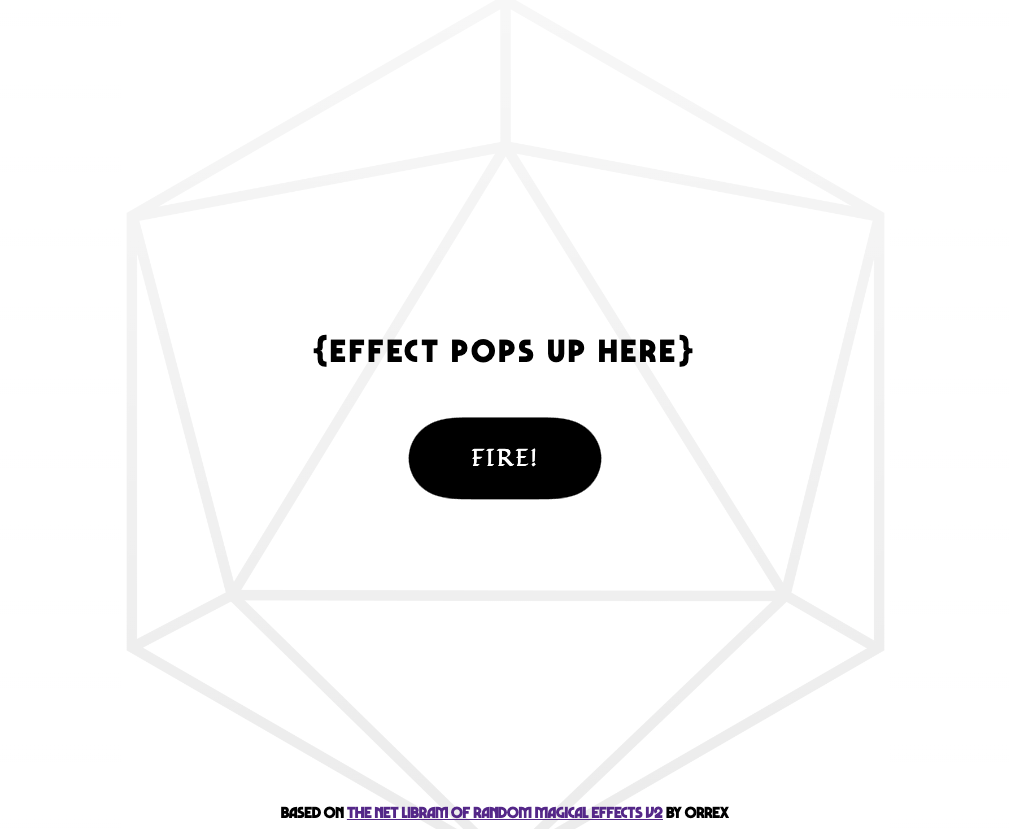 {EFFECT POPS UP HERE}
FIRE!
BASED ON THE NET LIBRAM OF RANDOM MAGICAL EFFECTS V2 BY ORREX